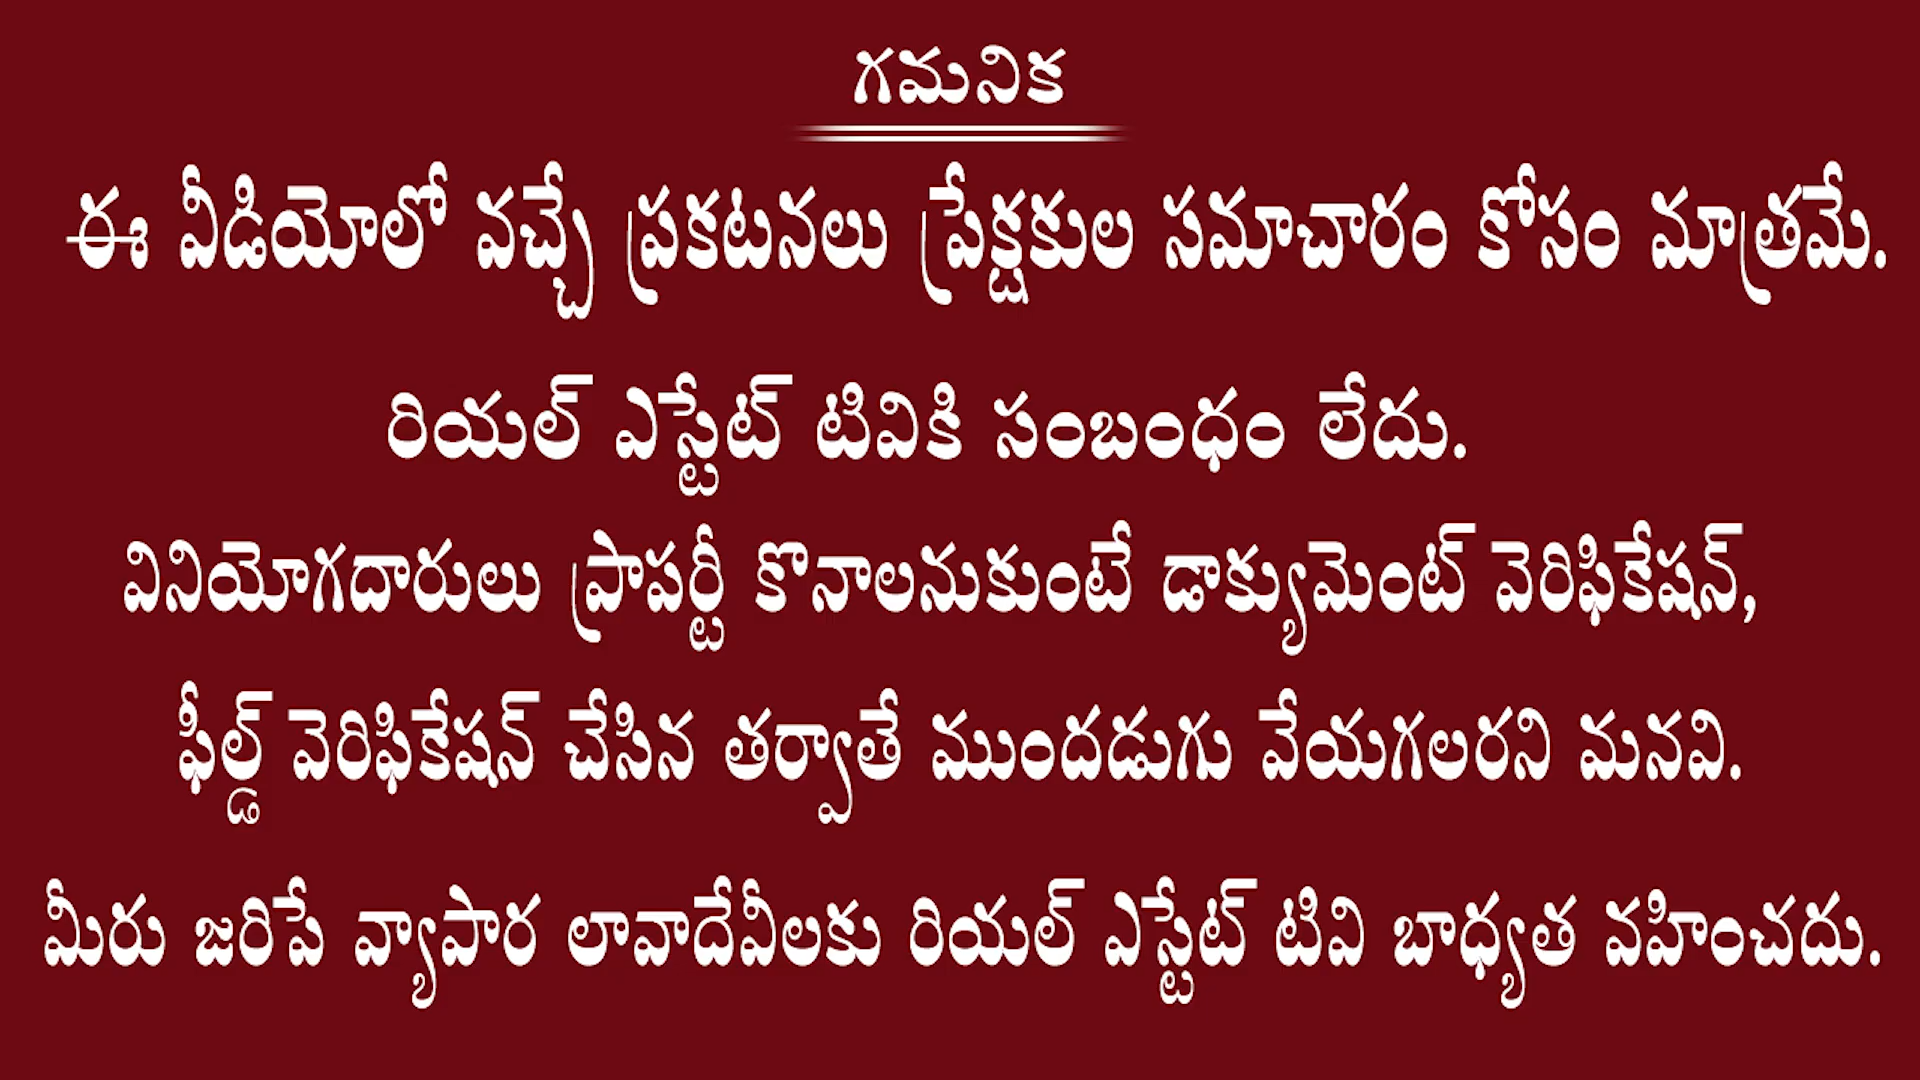 గమనిక
ఈ వీడియోలో వచ్చే ప్రకటనలు ప్రేక్షకుల సమాచారం కోసం మాత్రమే.
రియల్ ఎస్టేట్ టివికి సంబంధం లేదు.
వినియోగదారులు ప్రాపర్టీ కొనాలనుకుంటే డాక్యుమెంట్ వెరిఫికేషన్,
ఫీల్డ్ వెరిఫికేషన్ చేసిన తర్వాతే ముందడుగు వేయగలరని మనవి.
మీరు జరిపే వ్యాపార లావాదేవీలకు రియల్ ఎస్టేట్ టివి బాధ్యత వహించదు.